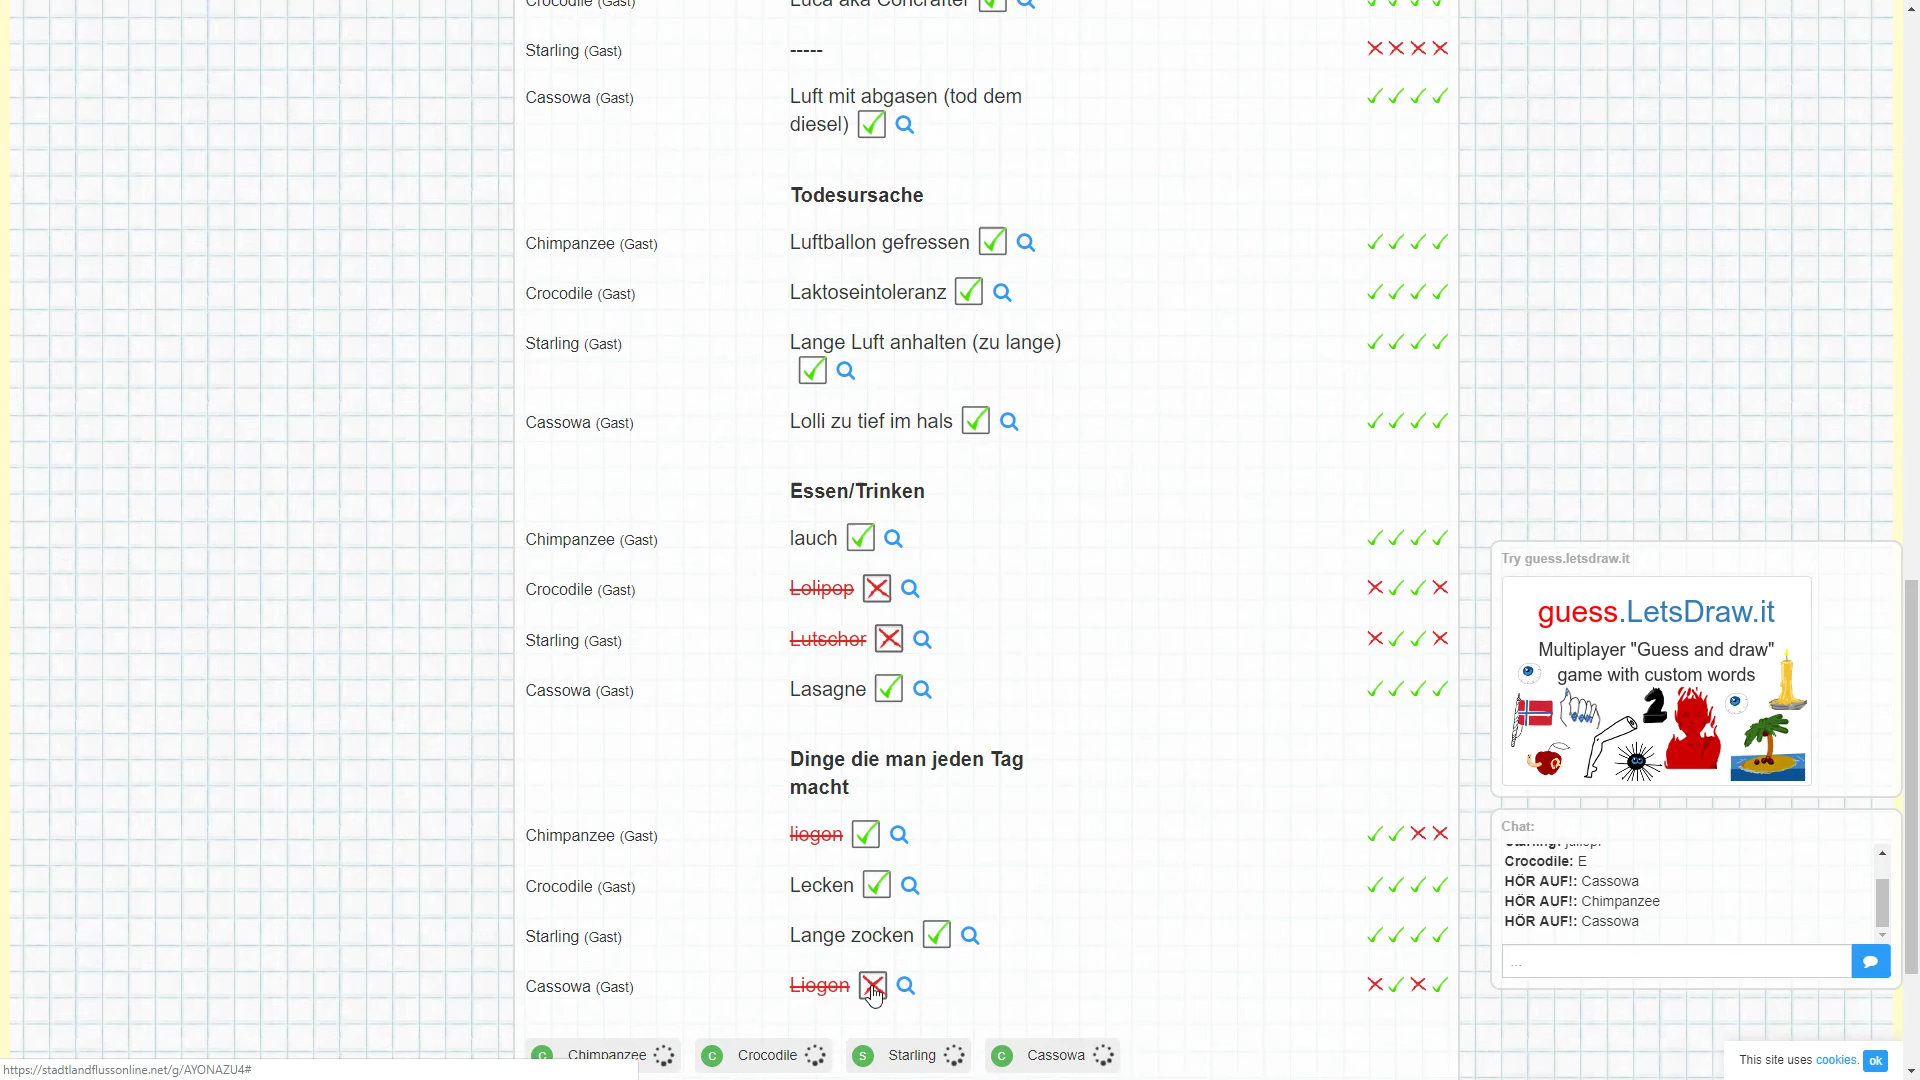 Crocodile (Gast) Luca aka Concrafter
Starling (Gast) -----
Cassowa (Gast) Luft mit abgasen (tod dem
diesel)
Todesursache
Chimpanzee (Gast) Luftballon gefressen
Crocodile (Gast) Laktoseintoleranz
Starling (Gast) Lange Luft anhalten (zu lange)
Cassowa (Gast) Lolli zu tief im hals
Essen/Trinken
Chimpanzee (Gast) lauch
Crocodile (Gast) Lolipop
Starling (Gast) Lutscher
Cassowa (Gast) Lasagne
Dinge die man jeden Tag
macht
Chimpanzee (Gast) liegen
Crocodile (Gast) Lecken
Starling (Gast) Lange zocken
Cassowa (Gast) Liegen
C Chimpanzee C Crocodile S Starling C Cassowa
https://stadtlandflussonline.net/g/AYONAZU4#
Try guess.letsdraw.it
guess.LetsDraw.it
Multiplayer "Guess and draw"
game with custom words
Chat:
Crocodile: E
HÖR AUF!: Cassowa
HÖR AUF!: Chimpanzee
HÖR AUF!: Cassowa
...
This site uses cookies. ok